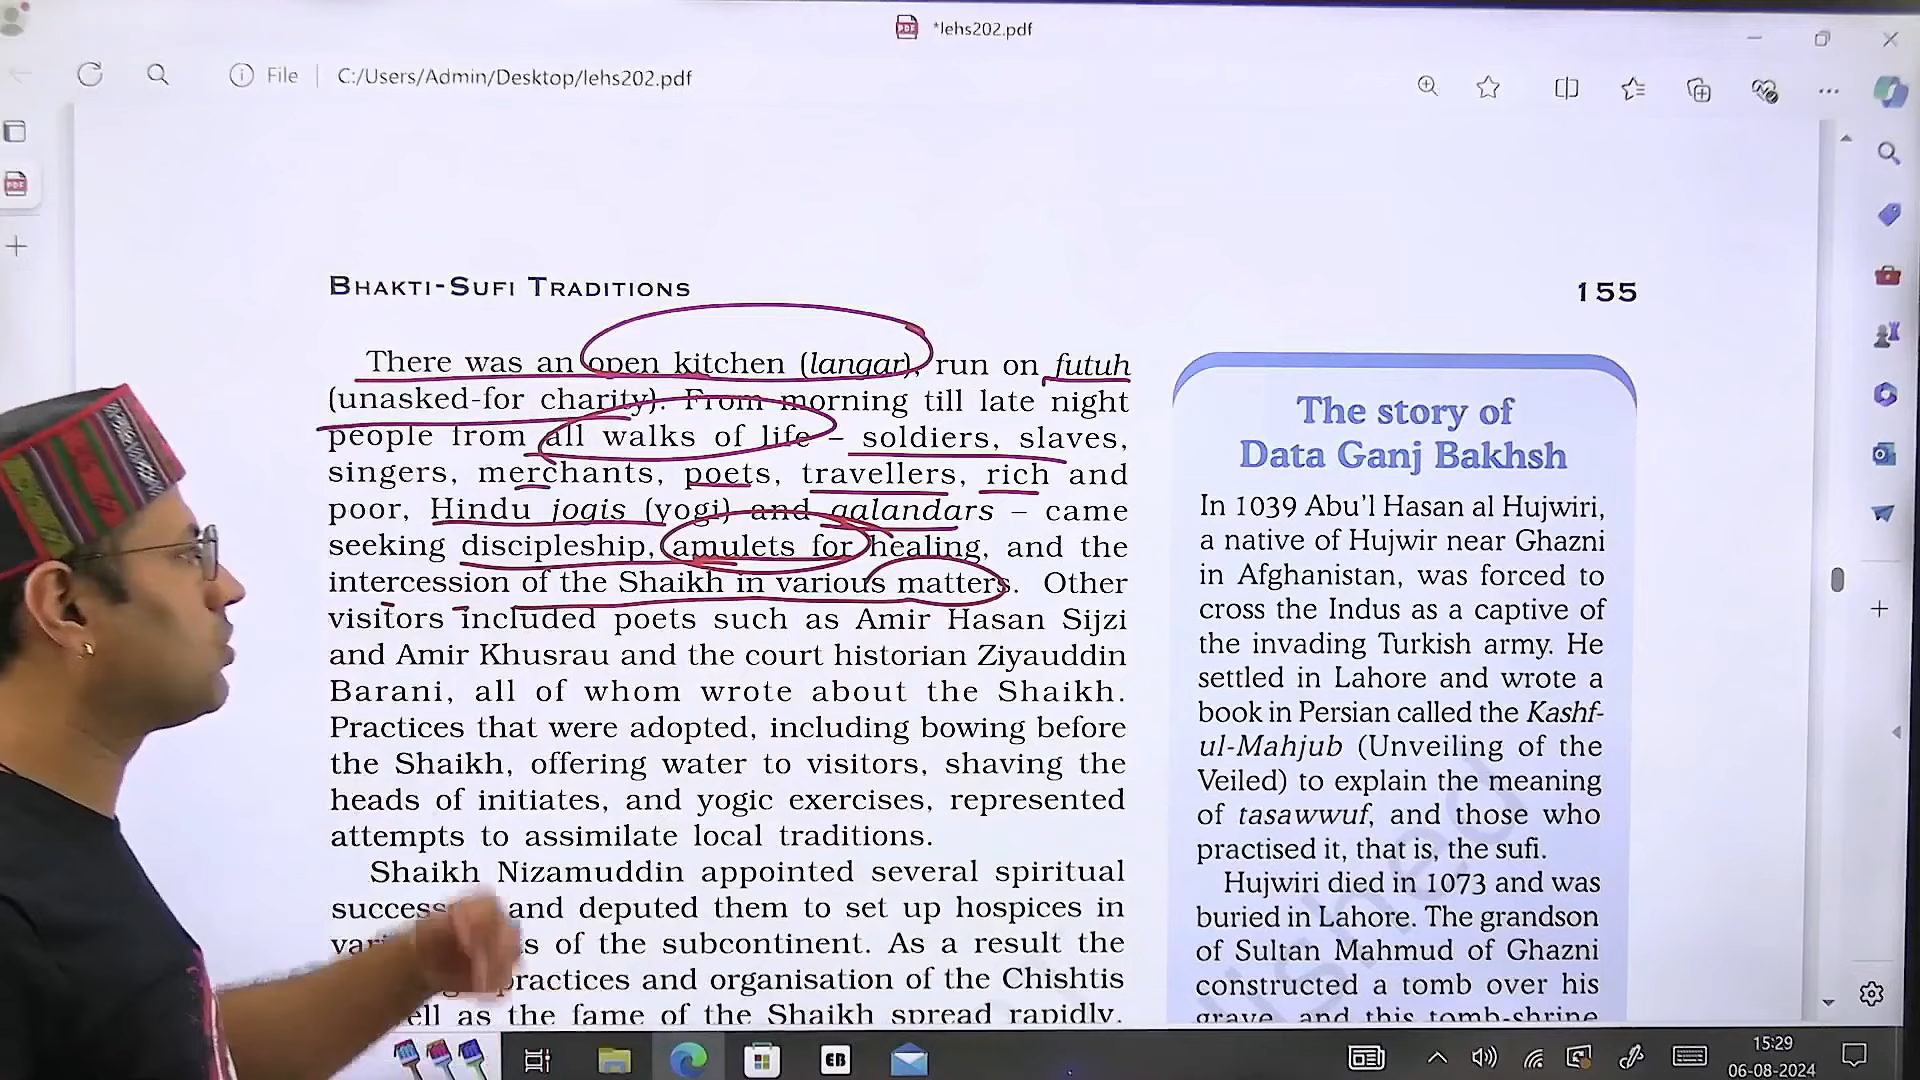 *lehs202.pdf
File
C:/Users/Admin/Desktop/lehs202.pdf
BHAKTI-SUFI TRADITIONS
155
There was an open kitchen (langar), run on futuh
(unasked-for charity). From morning till late night
people from all walks of life – soldiers, slaves,
singers, merchants, poets, travellers, rich and
poor, Hindu jogis (yogi) and qalandars – came
seeking discipleship, amulets for healing, and the
intercession of the Shaikh in various matters. Other
visitors included poets such as Amir Hasan Sijzi
and Amir Khusrau and the court historian Ziyauddin
Barani, all of whom wrote about the Shaikh.
Practices that were adopted, including bowing before
the Shaikh, offering water to visitors, shaving the
heads of initiates, and yogic exercises, represented
attempts to assimilate local traditions.
Shaikh Nizamuddin appointed several spiritual
and deputed them to set up hospices in
of the subcontinent. As a result the
practices and organisation of the Chishtis
as the fame of the Shaikh spread rapidly.
The story of
Data Ganj Bakhsh
In 1039 Abu'l Hasan al Hujwiri,
a native of Hujwir near Ghazni
in Afghanistan, was forced to
cross the Indus as a captive of
the invading Turkish army. He
settled in Lahore and wrote a
book in Persian called the Kashf-
ul-Mahjub (Unveiling of the
Veiled) to explain the meaning
of tasawwuf, and those who
practised it, that is, the sufi.
Hujwiri died in 1073 and was
buried in Lahore. The grandson
of Sultan Mahmud of Ghazni
constructed a tomb over his
grave, and this tomb-shrine
EB
15:29
06-08-2024